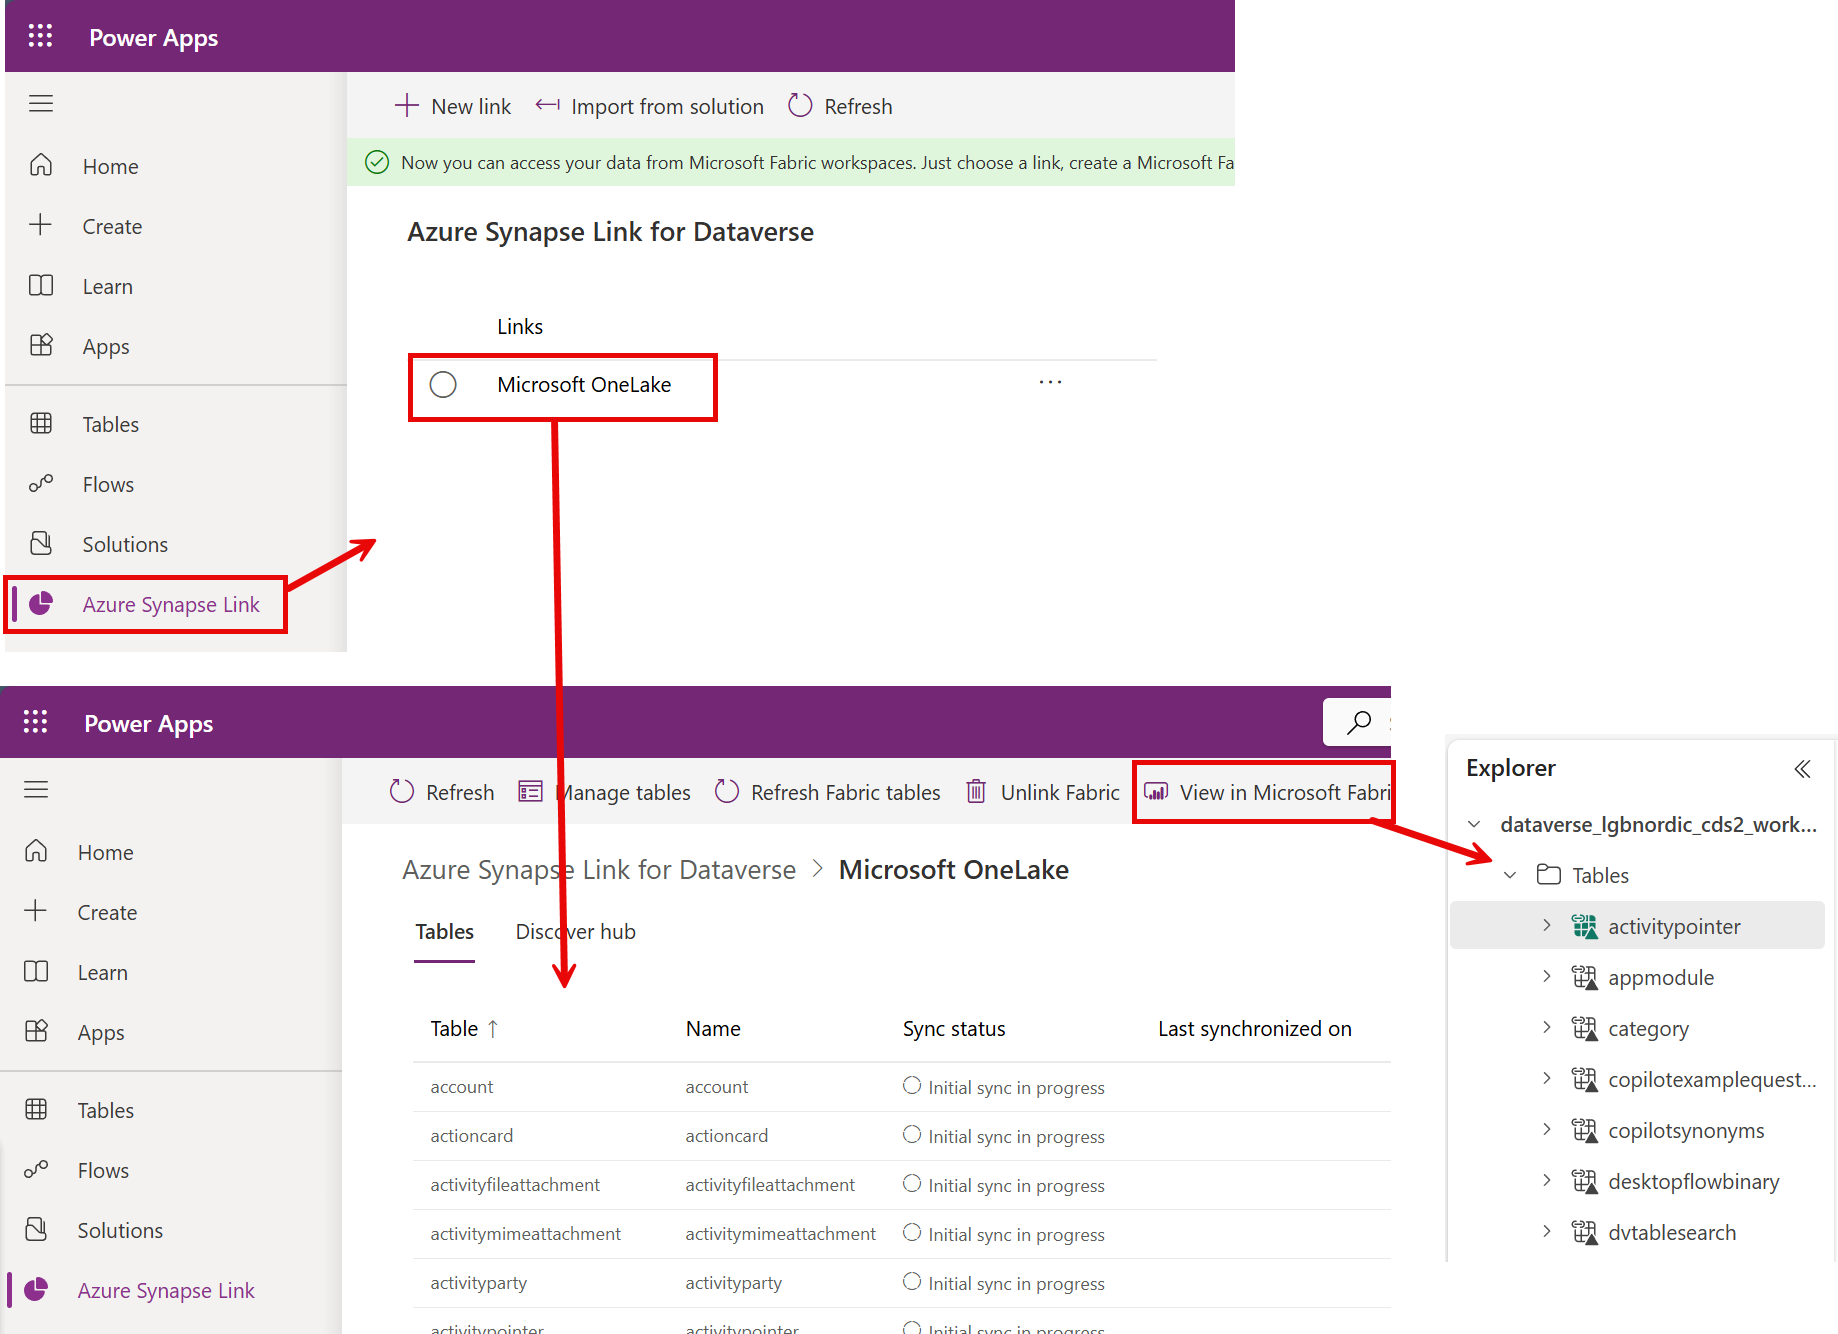 Power Apps
New link
Import from solution
Refresh
Now you can access your data from Microsoft Fabric workspaces. Just choose a link, create a Microsoft Fa
Home
Create
Learn
Apps
Tables
Flows
Solutions
Azure Synapse Link
Azure Synapse Link for Dataverse
Links
Microsoft OneLake
...
Power Apps
Refresh
Manage tables
Refresh Fabric tables
Unlink Fabric
View in Microsoft Fabri
Home
Create
Learn
Apps
Tables
Flows
Solutions
Azure Synapse Link
Azure Synapse Link for Dataverse > Microsoft OneLake
Tables
Discover hub
Table ↑ Name Sync status Last synchronized on
account account Initial sync in progress
actioncard actioncard Initial sync in progress
activityfileattachment activityfileattachment Initial sync in progress
activitymimeattachment activitymimeattachment Initial sync in progress
activityparty activityparty Initial sync in progress
activitypointer activitypointer Initial sync in progress
Explorer
dataverse_lgbnordic_cds2_work...
Tables
activitypointer
appmodule
category
copilotexamplequest...
copilotsynonyms
desktopflowbinary
dvtablesearch